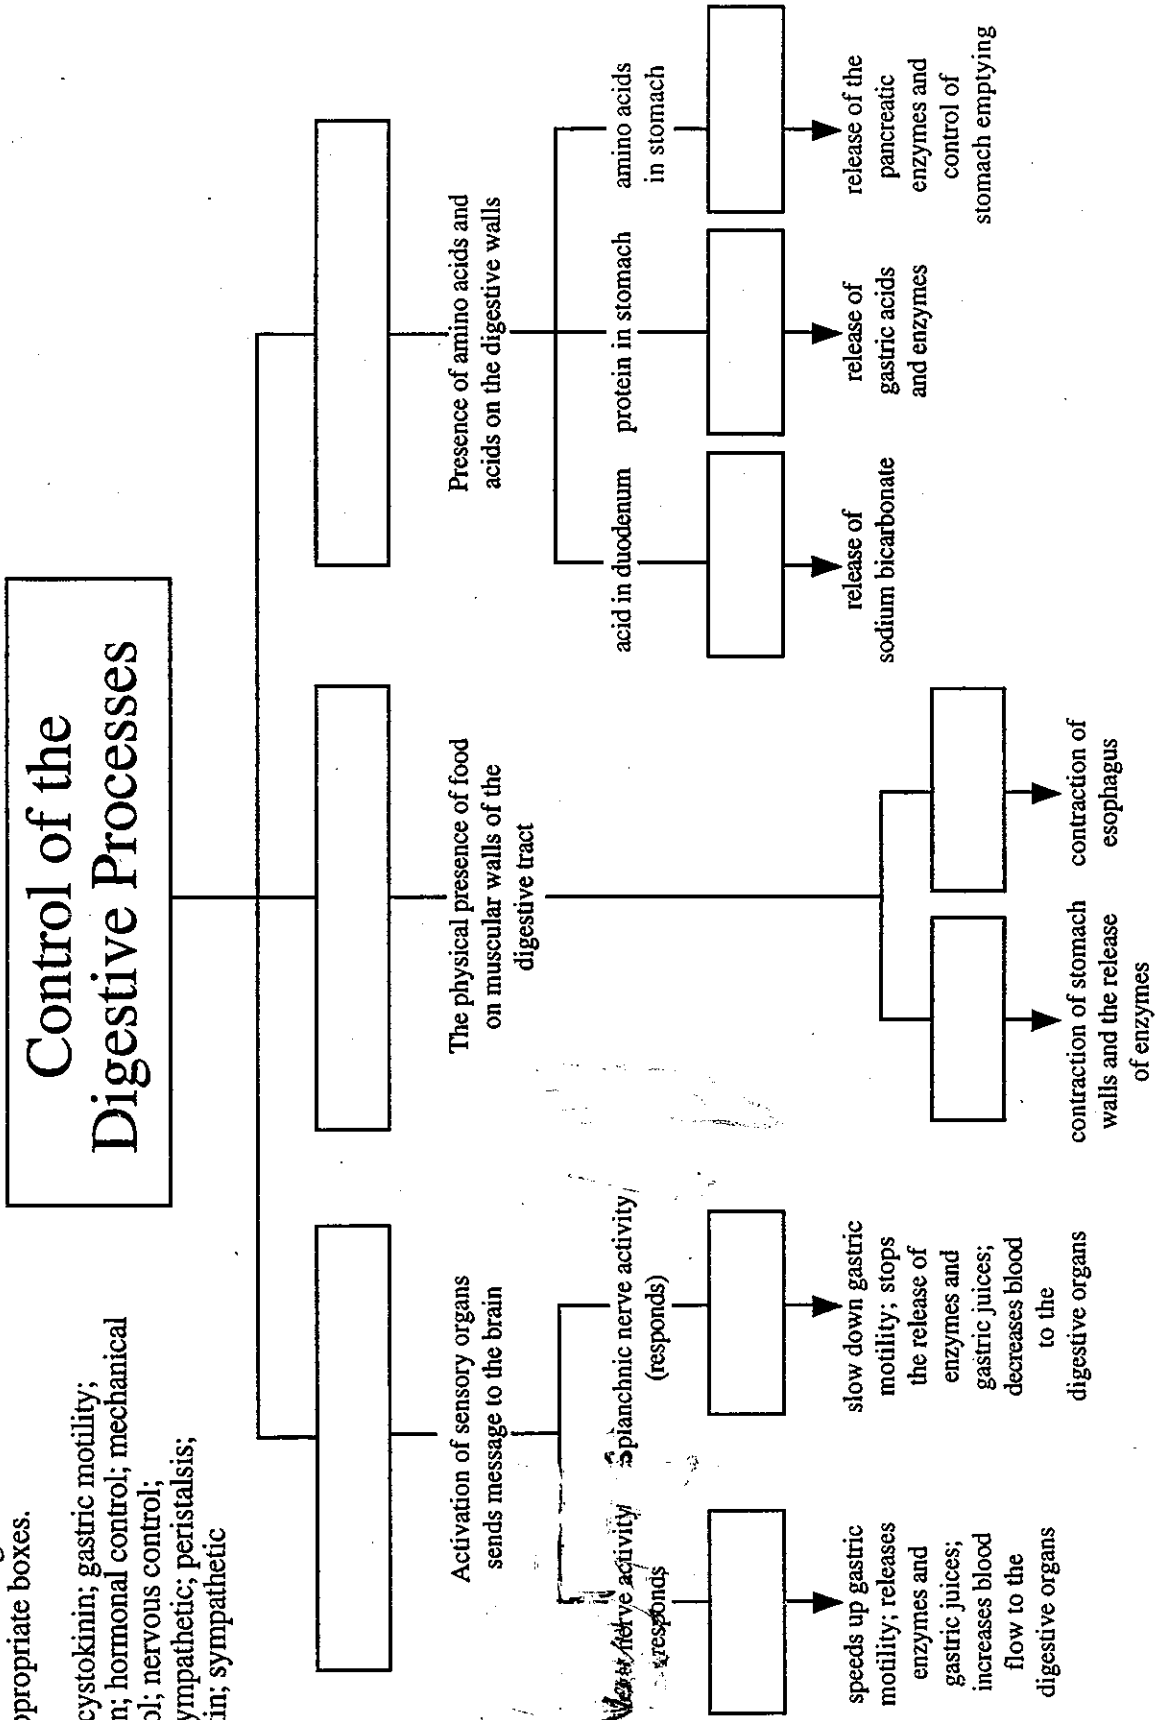 Control of the
Digestive Processes
appropriate boxes.
cystokinin; gastric motility;
hormonal control; mechanical
nervous control;
peristalsis;
sympathetic
Activation of sensory organs
sends message to the brain
nerve activity
responds
speeds up gastric
motility; releases
enzymes and
gastric juices;
increases blood
flow to the
digestive organs
Splanchnic nerve activity
(responds)
slow down gastric
motility; stops
the release of
enzymes and
gastric juices;
decreases blood
to the
digestive organs
The physical presence of food
on muscular walls of the
digestive tract
contraction of stomach
walls and the release
of enzymes
contraction of
esophagus
Presence of amino acids and
acids on the digestive walls
acid in duodenum
release of
sodium bicarbonate
protein in stomach
release of
gastric acids
and enzymes
amino acids
in stomach
release of the
pancreatic
enzymes and
control of
stomach emptying